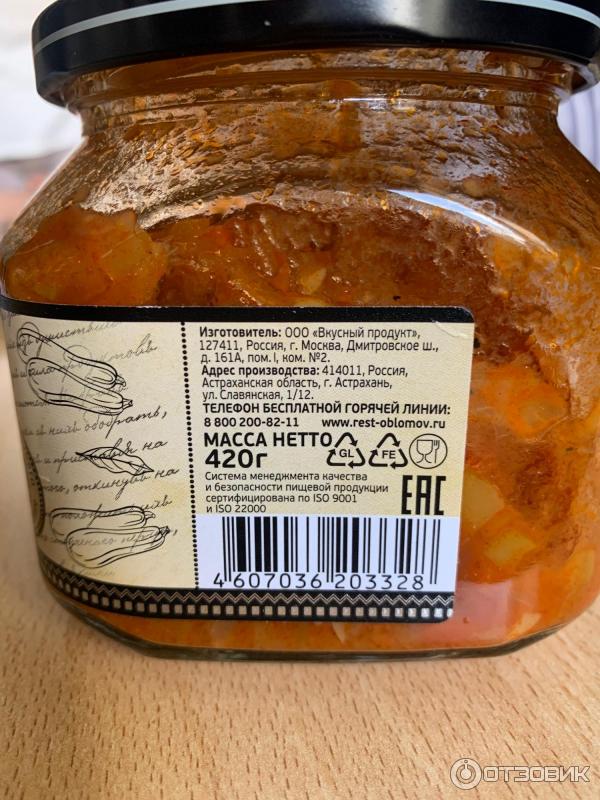 Изготовитель: ООО «Вкусный продукт»,
127411, Россия, г. Москва, Дмитровское ш.,
д. 161А, пом. I, ком. №2.
Адрес производства: 414011, Россия,
Астраханская область, г. Астрахань,
ул. Славянская, 1/12.
ТЕЛЕФОН БЕСПЛАТНОЙ ГОРЯЧЕЙ ЛИНИИ:
8 800 200-82-11 www.rest-oblomov.ru
МАССА НЕТТО
420г
GL FE
Система менеджмента качества
и безопасности пищевой продукции
сертифицирована по ISO 9001
и ISO 22000
EAC
4 607036 203328
ОТЗОВИК